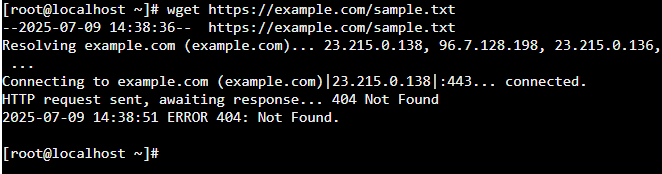 [root@localhost ~]# wget https://example.com/sample.txt
--2025-07-09 14:38:36--  https://example.com/sample.txt
Resolving example.com (example.com)... 23.215.0.138, 96.7.128.198, 23.215.0.136,
 ...
Connecting to example.com (example.com)|23.215.0.138|:443... connected.
HTTP request sent, awaiting response... 404 Not Found
2025-07-09 14:38:51 ERROR 404: Not Found.
[root@localhost ~]#